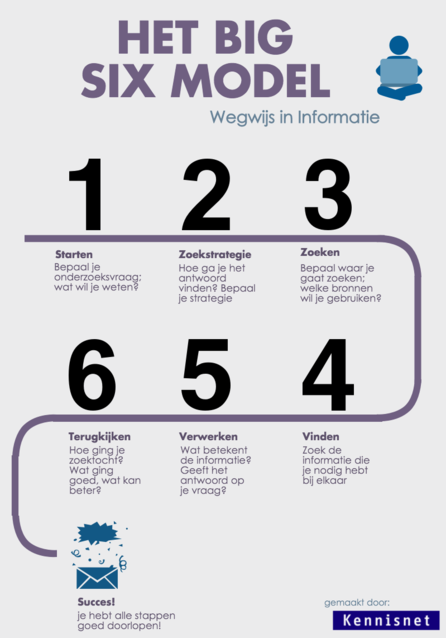 HET BIG
SIX MODEL
Wegwijs in Informatie
1
2
3
Starten
Bepaal je
onderzoeksvraag;
wat wil je weten?
Zoekstrategie
Hoe ga je het
antwoord
vinden? Bepaal
je strategie
Zoeken
Bepaal waar je
gaat zoeken;
welke bronnen
wil je gebruiken?
6
5
4
Terugkijken
Hoe ging je
zoektocht?
Wat ging
goed, wat kan
beter?
Verwerken
Wat betekent
de informatie?
Geeft het
antwoord op
je vraag?
Vinden
Zoek de
informatie die
je nodig hebt
bij elkaar
Succes!
je hebt alle stappen
goed doorlopen!
gemaakt door:
Kennisnet